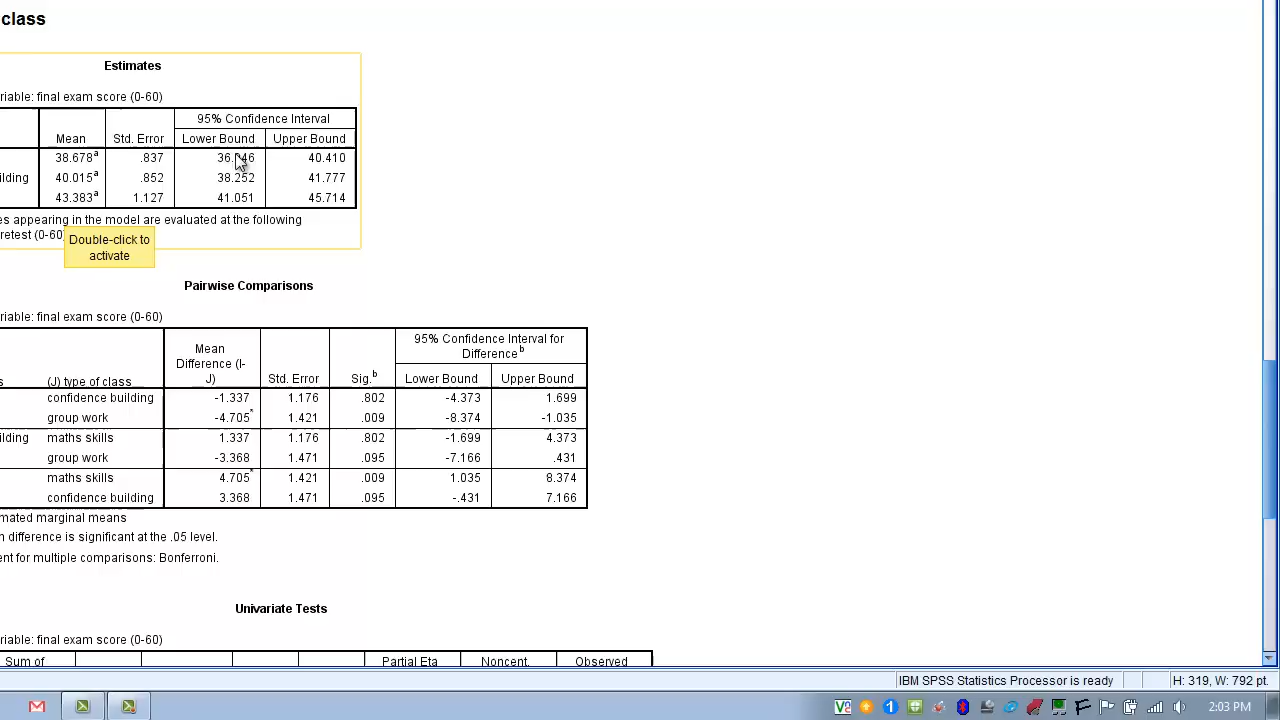 class
Estimates
riable: final exam score (0-60)
95% Confidence Interval
Mean Std. Error Lower Bound Upper Bound
38.678a .837 40.410
ilding 40.015a .852 38.252 41.777
43.383a 1.127 41.051 45.714
es appearing in the model are evaluated at the following
retest (0-60
Double-click to
activate
Pairwise Comparisons
riable: final exam score (0-60)
95% Confidence Interval for
Difference b
Mean
Difference (I-
J)
s (J) type of class Std. Error Sig.b Lower Bound Upper Bound
confidence building -1.337 1.176 .802 -4.373 1.699
group work -4.705* 1.421 .009 -8.374 -1.035
ilding maths skills 1.337 1.176 .802 -1.699 4.373
group work -3.368 1.471 .095 -7.166 .431
maths skills 4.705* 1.421 .009 1.035 8.374
confidence building 3.368 1.471 .095 -.431 7.166
mated marginal means
n difference is significant at the .05 level.
ent for multiple comparisons: Bonferroni.
Univariate Tests
riable: final exam score (0-60)
Sum of Partial Eta Noncent. Observed
IBM SPSS Statistics Processor is ready H: 319, W: 792 pt.
2:03 PM